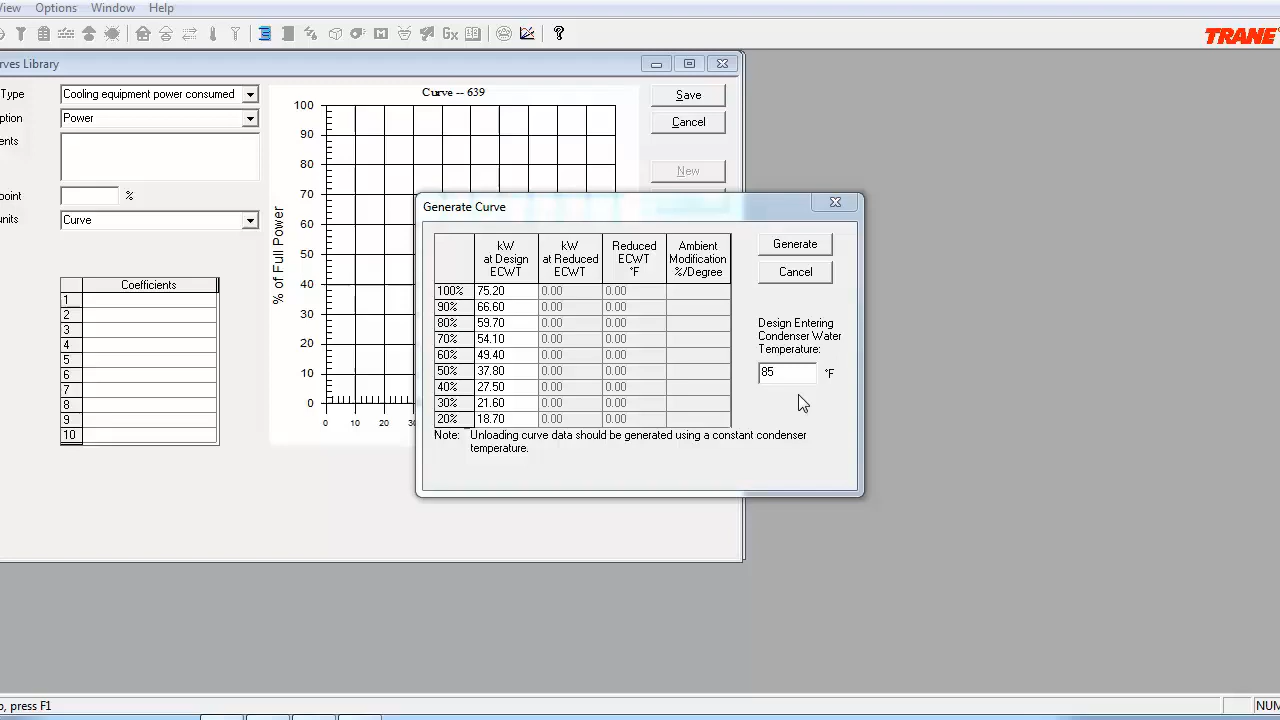 View Options Window Help
Gx ?
TRANE
rves Library
Type Cooling equipment power consumed
ption Power
ents
point %
units Curve
Coefficients
1
2
3
4
5
6
7
8
9
10
Curve -- 639
% of Full Power
100
90
80
70
60
50
40
30
20
10
0
0 10 20
Save
Cancel
New
Generate Curve
kW at Design ECWT kW at Reduced ECWT Reduced ECWT °F Ambient Modification %/Degree
100% 75.20 0.00 0.00
90% 66.60 0.00 0.00
80% 59.70 0.00 0.00
70% 54.10 0.00 0.00
60% 49.40 0.00 0.00
50% 37.80 0.00 0.00
40% 27.50 0.00 0.00
30% 21.60 0.00 0.00
20% 18.70 0.00 0.00
Note: Unloading curve data should be generated using a constant condenser
temperature.
Generate
Cancel
Design Entering
Condenser Water
Temperature:
85 °F
p, press F1
NUM